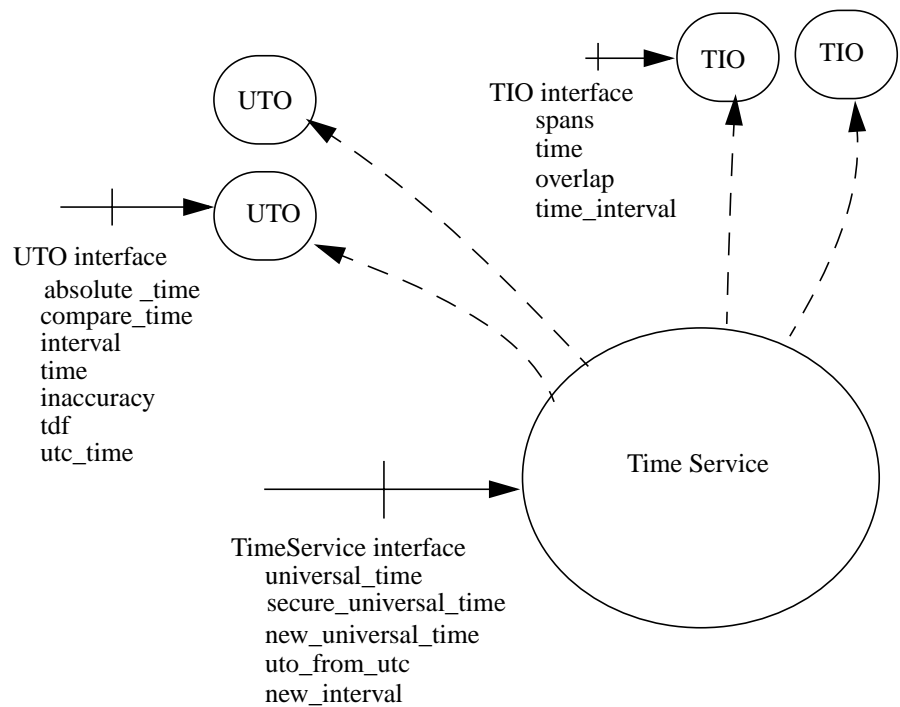 TIO
TIO
UTO
TIO interface
spans
time
overlap
time_interval
UTO
UTO interface
absolute _time
compare_time
interval
time
inaccuracy
tdf
utc_time
Time Service
TimeService interface
universal_time
secure_universal_time
new_universal_time
uto_from_utc
new_interval